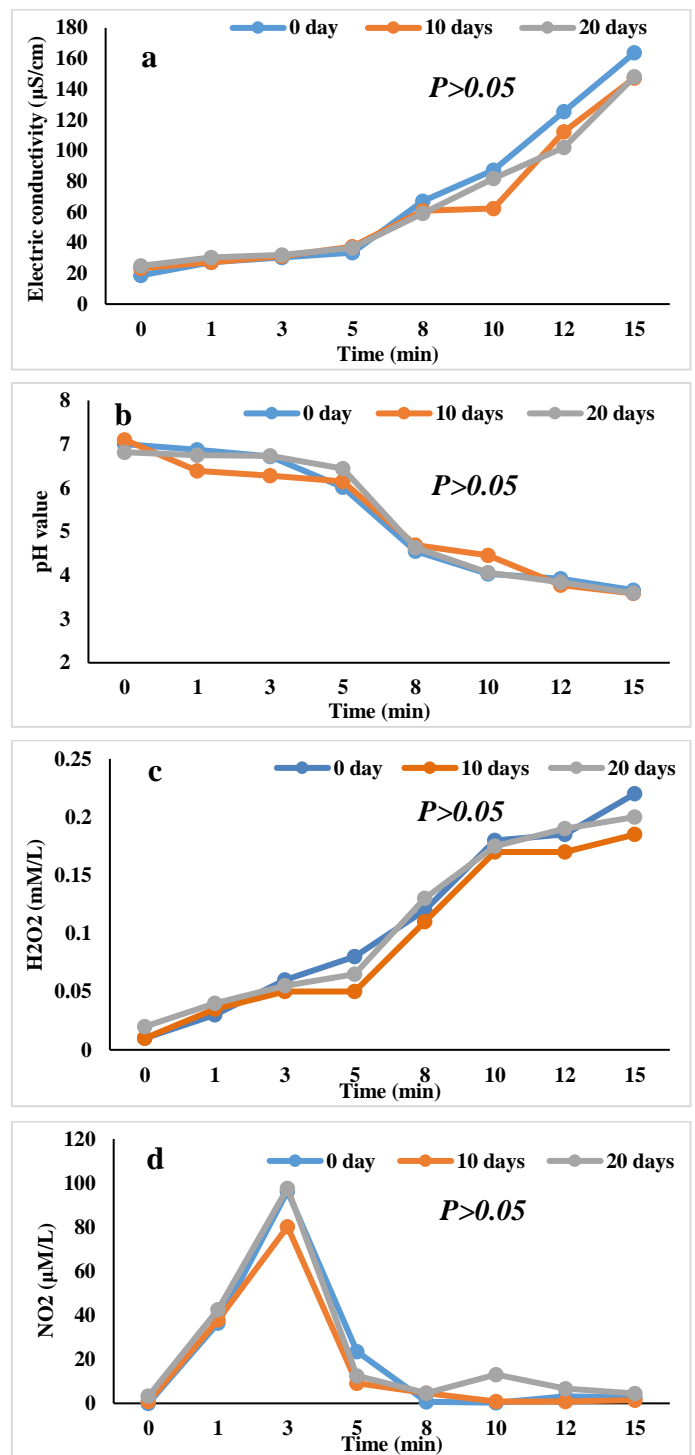 0 day 10 days 20 days
a
P>0.05
Electric conductivity (µS/cm)
180
160
140
120
100
80
60
40
20
0
0 1 3 5 8 10 12 15
Time (min)
b
0 day 10 days 20 days
P>0.05
pH value
8
7
6
5
4
3
2
0 1 3 5 8 10 12 15
Time (min)
c
0 day 10 days 20 days
P>0.05
H2O2 (mM/L)
0.25
0.2
0.15
0.1
0.05
0
0 1 3 5 8 10 12 15
Time (min)
d
0 day 10 days 20 days
P>0.05
NO2 (µM/L)
120
100
80
60
40
20
0
0 1 3 5 8 10 12 15
Time (min)